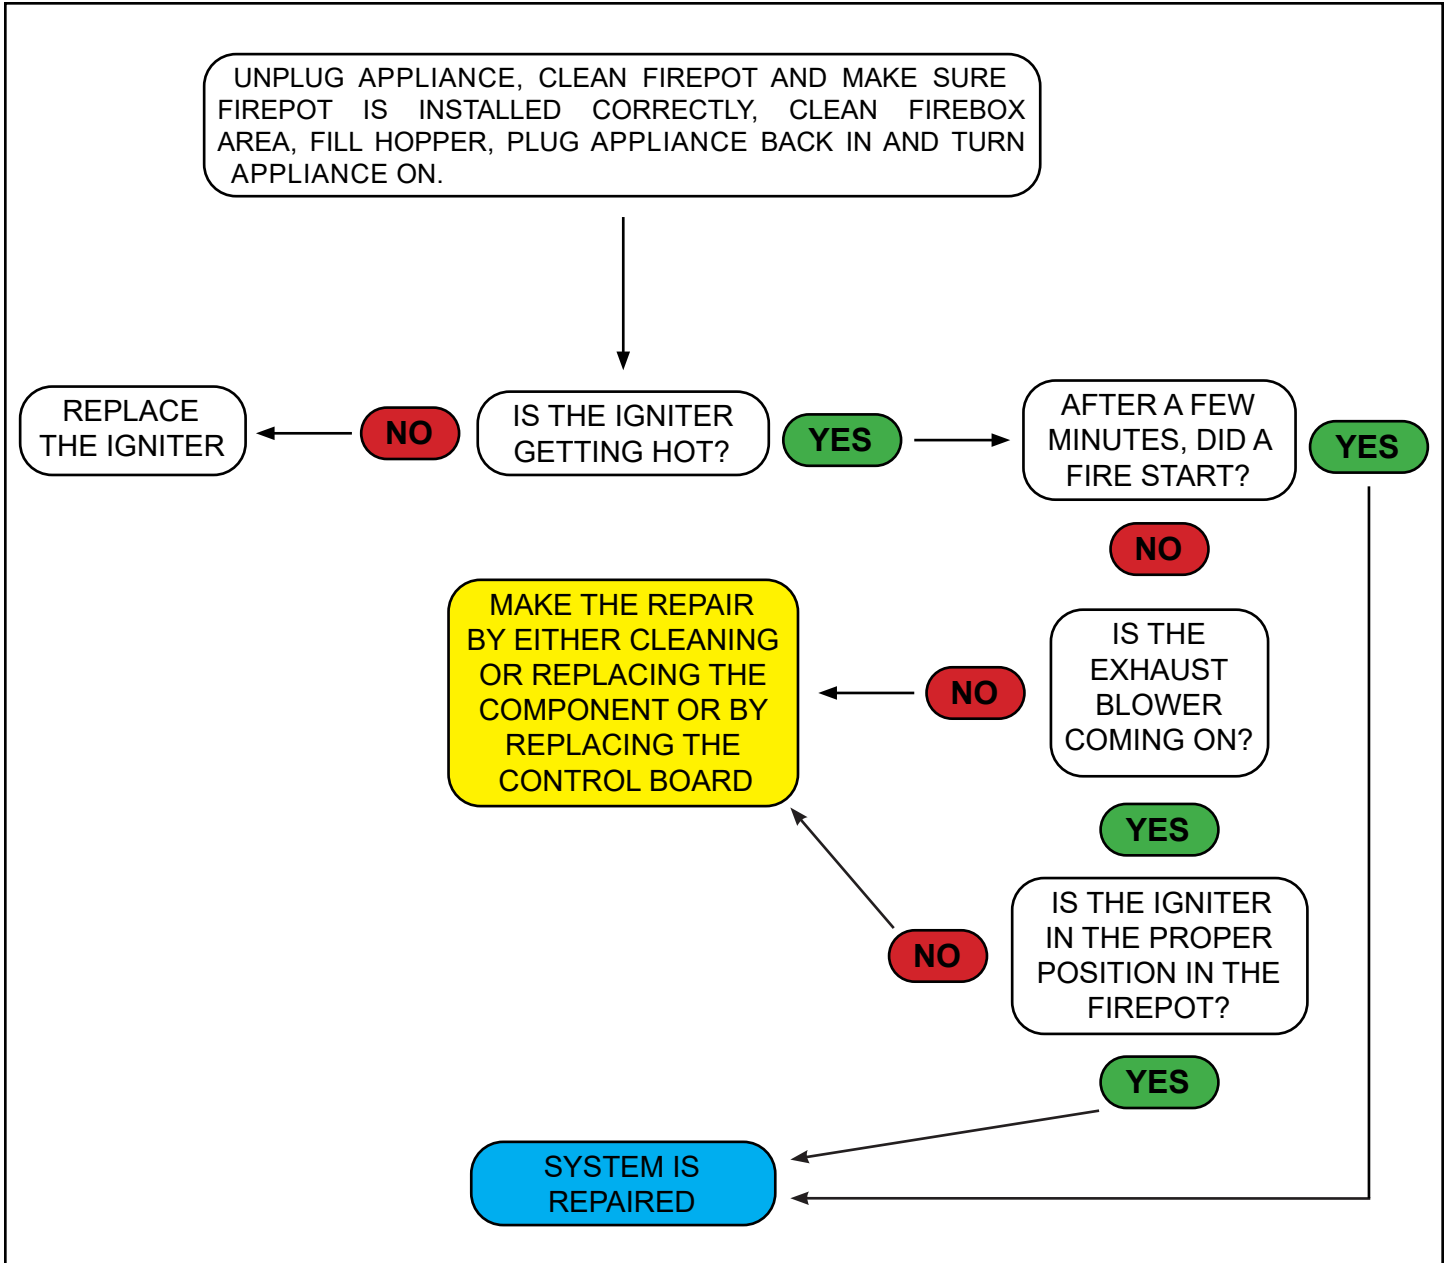 UNPLUG APPLIANCE, CLEAN FIREPOT AND MAKE SURE
FIREPOT IS INSTALLED CORRECTLY, CLEAN FIREBOX
AREA, FILL HOPPER, PLUG APPLIANCE BACK IN AND TURN
APPLIANCE ON.
REPLACE
THE IGNITER
NO
IS THE IGNITER
GETTING HOT?
YES
AFTER A FEW
MINUTES, DID A
FIRE START?
YES
NO
MAKE THE REPAIR
BY EITHER CLEANING
OR REPLACING THE
COMPONENT OR BY
REPLACING THE
CONTROL BOARD
NO
IS THE
EXHAUST
BLOWER
COMING ON?
YES
NO
IS THE IGNITER
IN THE PROPER
POSITION IN THE
FIREPOT?
YES
SYSTEM IS
REPAIRED